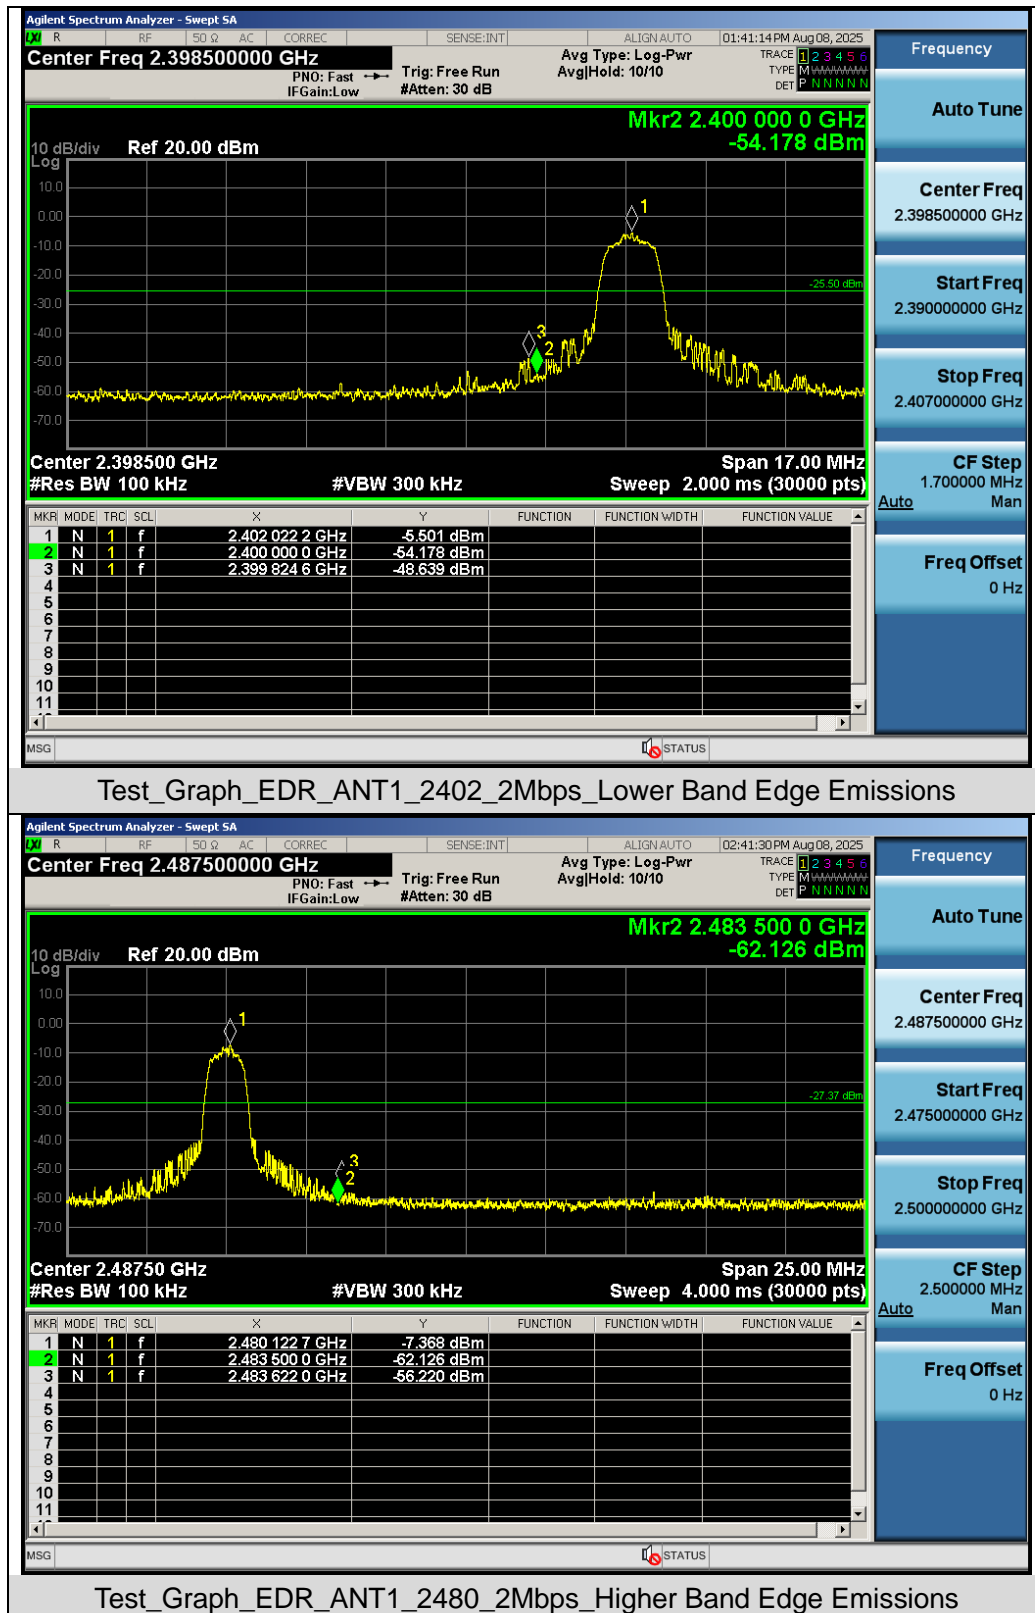 Agilent Spectrum Analyzer - Swept SA
LXI R RF 50 Ω AC CORREC SENSE:INT ALIGN AUTO 01:41:14 PM Aug 08, 2025
Center Freq 2.398500000 GHz
Avg Type: Log-Pwr
TRACE 1 2 3 4 5 6
PNO: Fast Trig: Free Run Avg|Hold: 10/10 TYPE M WWWWW
IFGain:Low #Atten: 30 dB DET P N N N N N
Mkr2 2.400 000 0 GHz
-54.178 dBm
10 dB/div Ref 20.00 dBm
Log
10.0
0.00
-10.0
-20.0
-30.0
-40.0
-50.0
-60.0
-70.0
1
-25.50 dBm
3
2
Center 2.398500 GHz Span 17.00 MHz
#Res BW 100 kHz #VBW 300 kHz Sweep 2.000 ms (30000 pts)
MKR MODE TRC SCL X Y FUNCTION FUNCTION WIDTH FUNCTION VALUE
1 N 1 f 2.402 022 2 GHz -5.501 dBm
2 N 1 f 2.400 000 0 GHz -54.178 dBm
3 N 1 f 2.399 824 6 GHz -48.639 dBm
4
5
6
7
8
9
10
11
MSG STATUS
Frequency
Auto Tune
Center Freq
2.398500000 GHz
Start Freq
2.390000000 GHz
Stop Freq
2.407000000 GHz
CF Step
1.700000 MHz
Auto Man
Freq Offset
0 Hz
Test_Graph_EDR_ANT1_2402_2Mbps_Lower Band Edge Emissions
Agilent Spectrum Analyzer - Swept SA
LXI R RF 50 Ω AC CORREC SENSE:INT ALIGN AUTO 02:41:30 PM Aug 08, 2025
Center Freq 2.487500000 GHz
Avg Type: Log-Pwr
TRACE 1 2 3 4 5 6
PNO: Fast Trig: Free Run Avg|Hold: 10/10 TYPE M WWWWW
IFGain:Low #Atten: 30 dB DET P N N N N N
Mkr2 2.483 500 0 GHz
-62.126 dBm
10 dB/div Ref 20.00 dBm
Log
10.0
0.00
-10.0
-20.0
-30.0
-40.0
-50.0
-60.0
-70.0
1
-27.37 dBm
3
2
Center 2.48750 GHz Span 25.00 MHz
#Res BW 100 kHz #VBW 300 kHz Sweep 4.000 ms (30000 pts)
MKR MODE TRC SCL X Y FUNCTION FUNCTION WIDTH FUNCTION VALUE
1 N 1 f 2.480 122 7 GHz -7.368 dBm
2 N 1 f 2.483 500 0 GHz -62.126 dBm
3 N 1 f 2.483 622 0 GHz -56.220 dBm
4
5
6
7
8
9
10
11
MSG STATUS
Frequency
Auto Tune
Center Freq
2.487500000 GHz
Start Freq
2.475000000 GHz
Stop Freq
2.500000000 GHz
CF Step
2.500000 MHz
Auto Man
Freq Offset
0 Hz
Test_Graph_EDR_ANT1_2480_2Mbps_Higher Band Edge Emissions